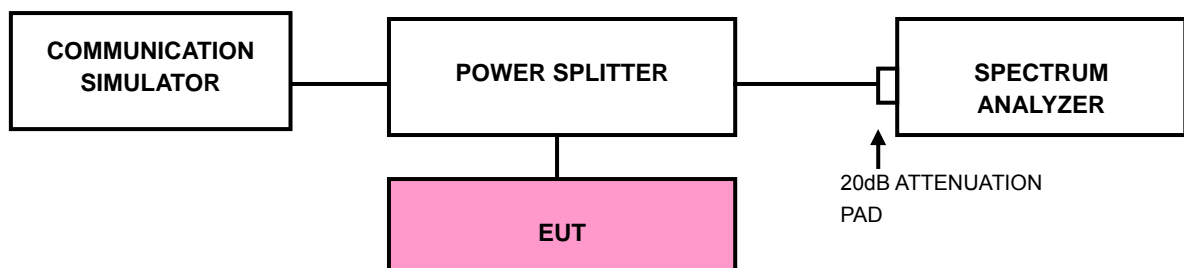 COMMUNICATION
SIMULATOR
POWER SPLITTER
SPECTRUM
ANALYZER
20dB ATTENUATION
PAD
EUT